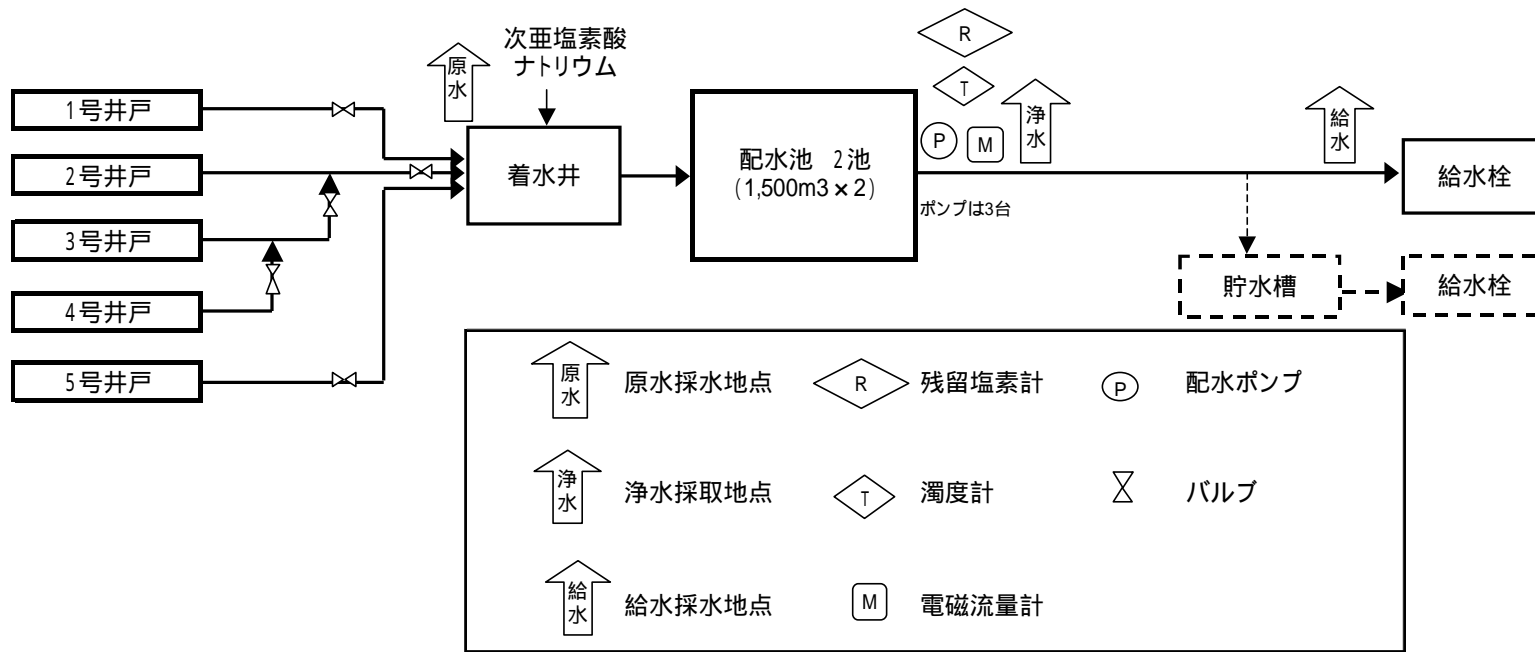 R
次亜塩素酸
ナトリウム
原
水
T
1号井戸
浄
水
給
水
P
M
2号井戸
着水井
配水池 2池
(1,500m3×2)
給水栓
ポンプは3台
3号井戸
4号井戸
貯水槽
給水栓
5号井戸
原
水
原水採水地点
R
残留塩素計
P
配水ポンプ
浄
水
浄水採取地点
T
濁度計
バルブ
給
水
給水採水地点
M
電磁流量計